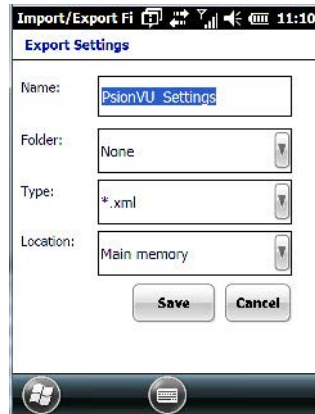 Import/Export Fi 11:10
Export Settings
Name:
PsionVU_Settings
Folder:
None
Type:
*.xml
Location:
Main memory
Save Cancel